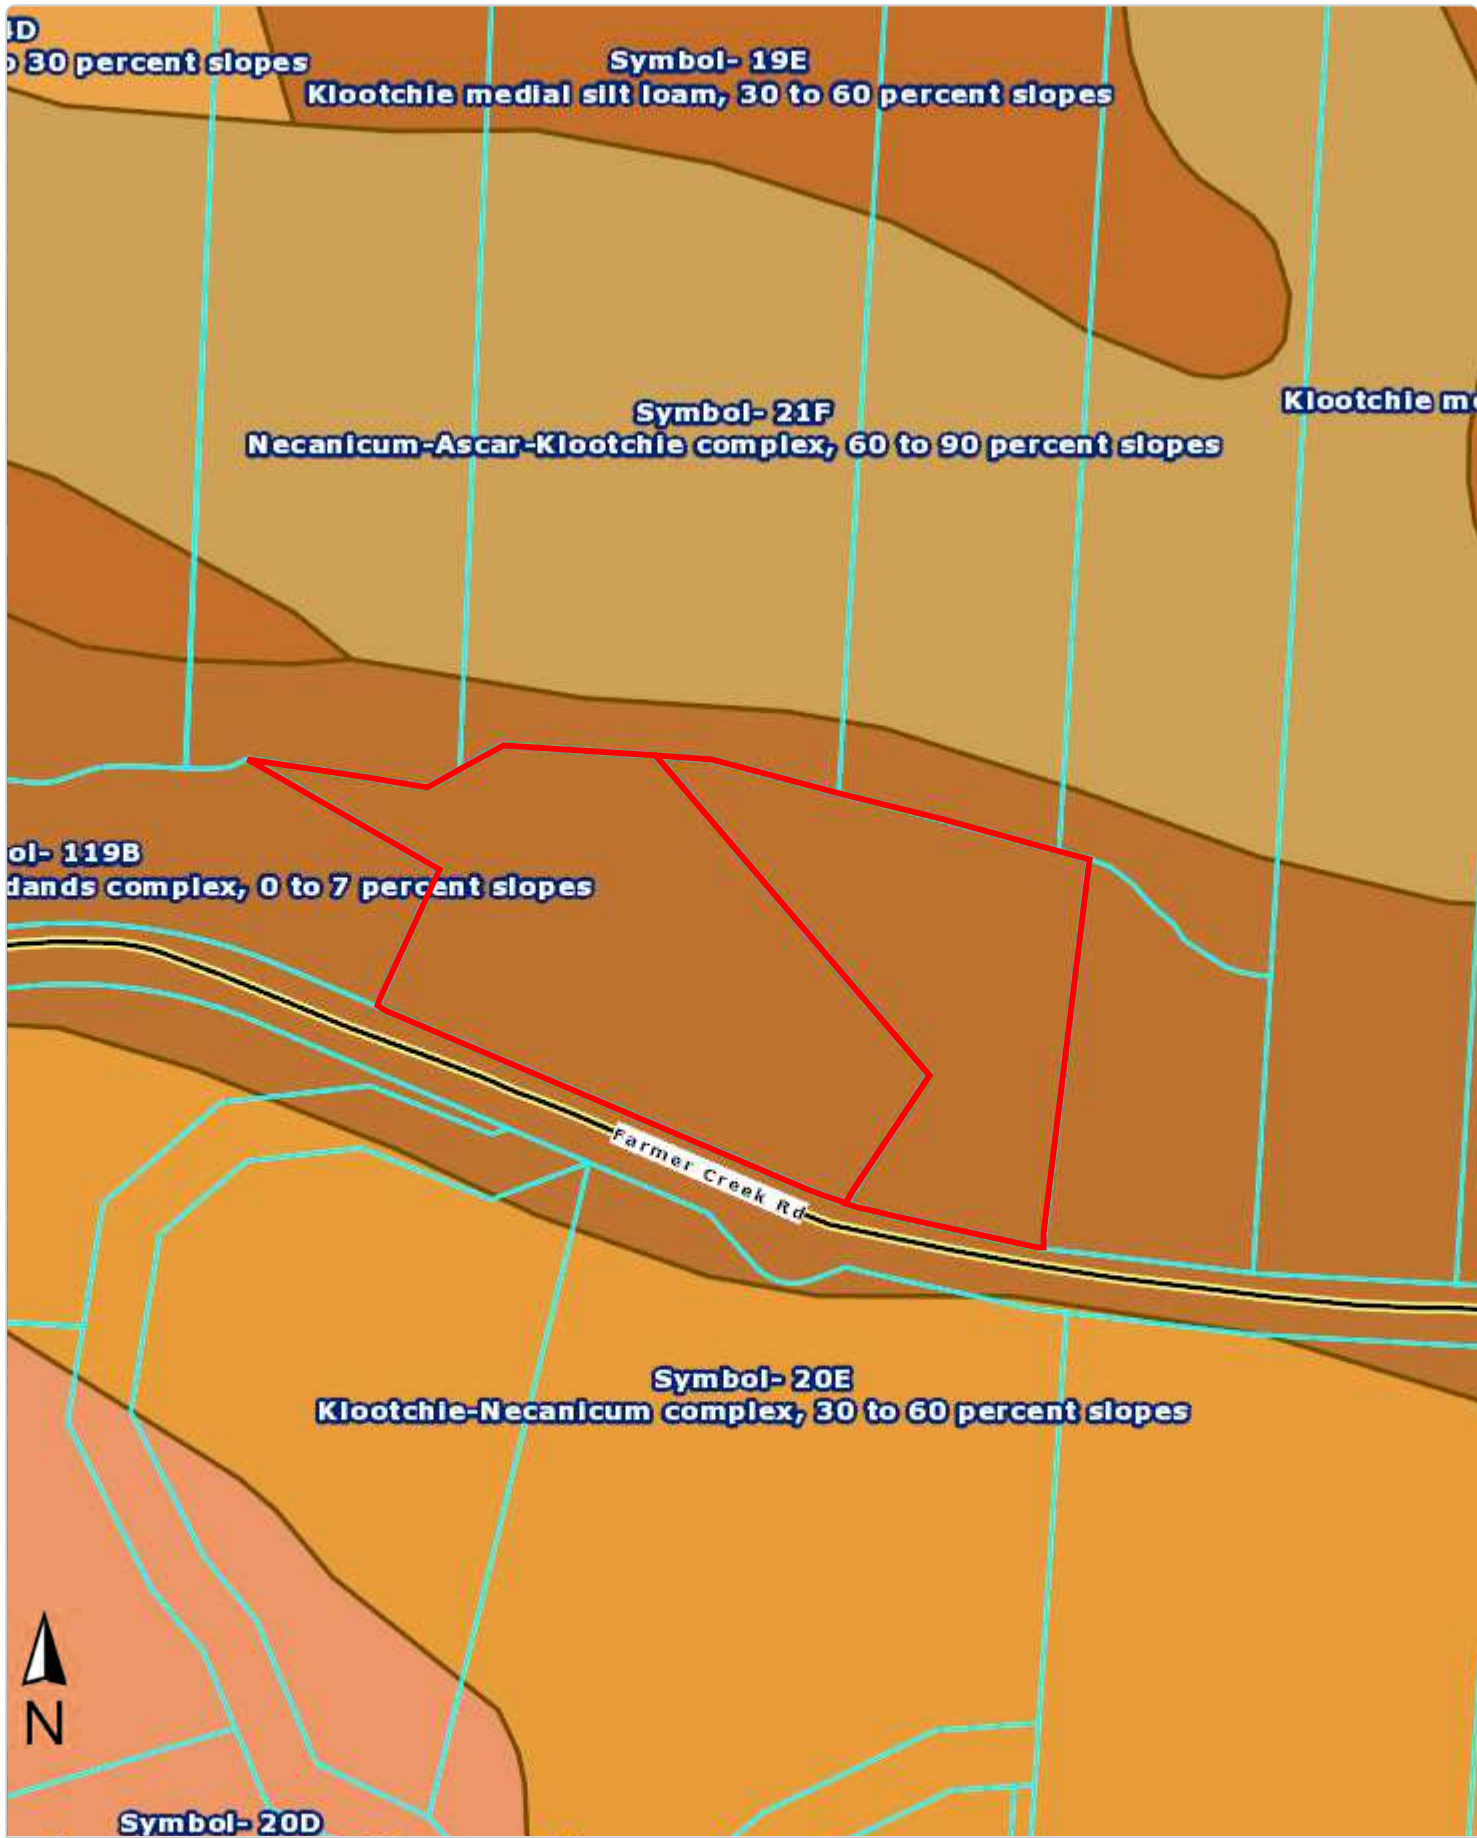 4D
30 percent slopes
Symbol- 19E
Klootchie medial silt loam, 30 to 60 percent slopes
Symbol- 21F
Necanicum-Ascar-Klootchie complex, 60 to 90 percent slopes
Klootchie me
ol- 119B
dands complex, 0 to 7 percent slopes
Farmer Creek Rd
Symbol- 20E
Klootchie-Necanicum complex, 30 to 60 percent slopes
N
Symbol- 20D